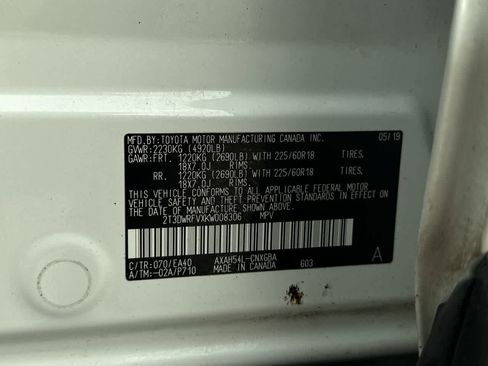 MFD.BY:TOYOTA MOTOR MANUFACTURING CANADA INC. 05/19
GVWR:2230KG (4920LB)
GAWR:FRT. 1220KG (2690LB) WITH 225/60R18 TIRES,
18X7.0J RIMS.
RR. 1220KG (2690LB) WITH 225/60R18 TIRES,
18X7.0J RIMS.
THIS VEHICLE CONFORMS TO ALL APPLICABLE FEDERAL MOTOR
VEHICLE SAFETY AND BUMPER STANDARDS IN EFFECT ON
THE DATE OF MANUFACTURE SHOWN ABOVE.
2T3DWRFVXKW008306 MPV
C/TR:070/EA40 AXAH54L-CNXGBA A
A/TM:-02A/P710 MADE IN CANADA 603